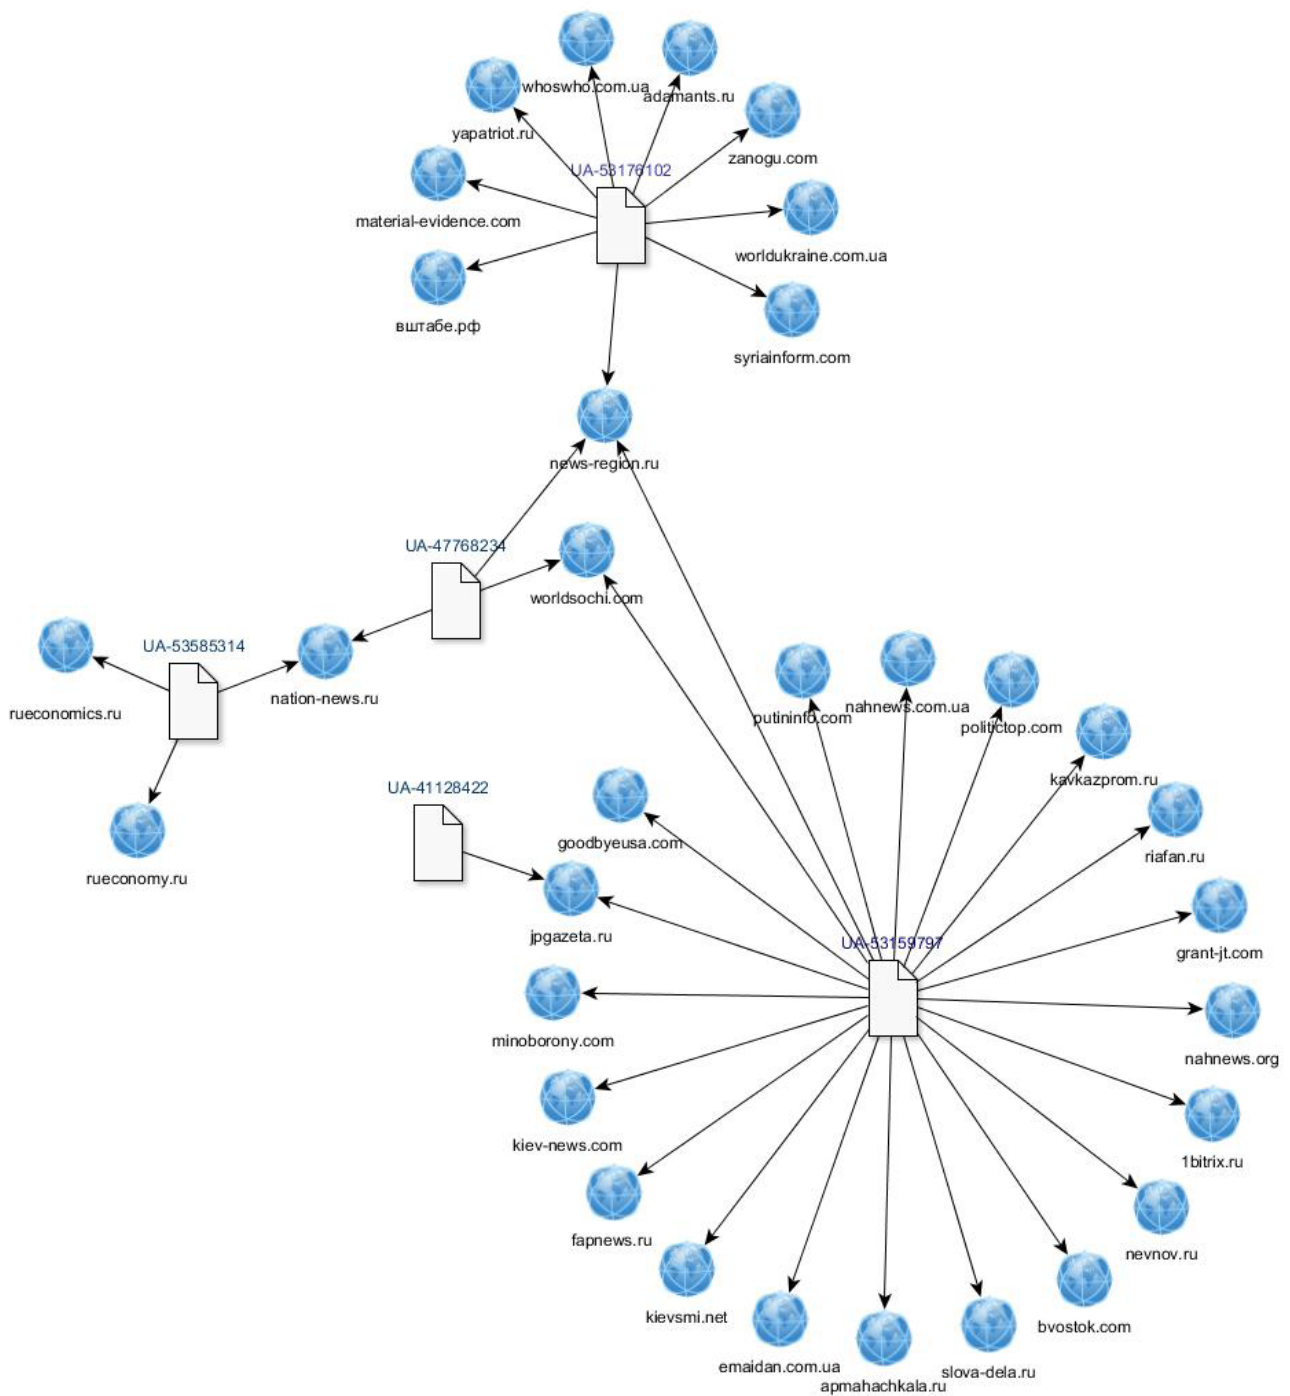 whoswho.com.ua
adamants.ru
yapatriot.ru
zanogu.com
UA-53176102
material-evidence.com
worldukraine.com.ua
вштабе.рф
syriainform.com
news-region.ru
UA-47768234
worldsochi.com
UA-53585314
nation-news.ru
rueconomics.ru
nahnews.com.ua
putininfo.com
politictop.com
kavkazprom.ru
UA-41128422
goodbyeusa.com
riafan.ru
rueconomy.ru
jpgazeta.ru
UA-53159797
grant-jt.com
minoborony.com
nahnews.org
kiev-news.com
1bitrix.ru
fapnews.ru
nevnov.ru
kievsmi.net
bvostok.com
emaidan.com.ua
slova-dela.ru
apmahachkala.ru